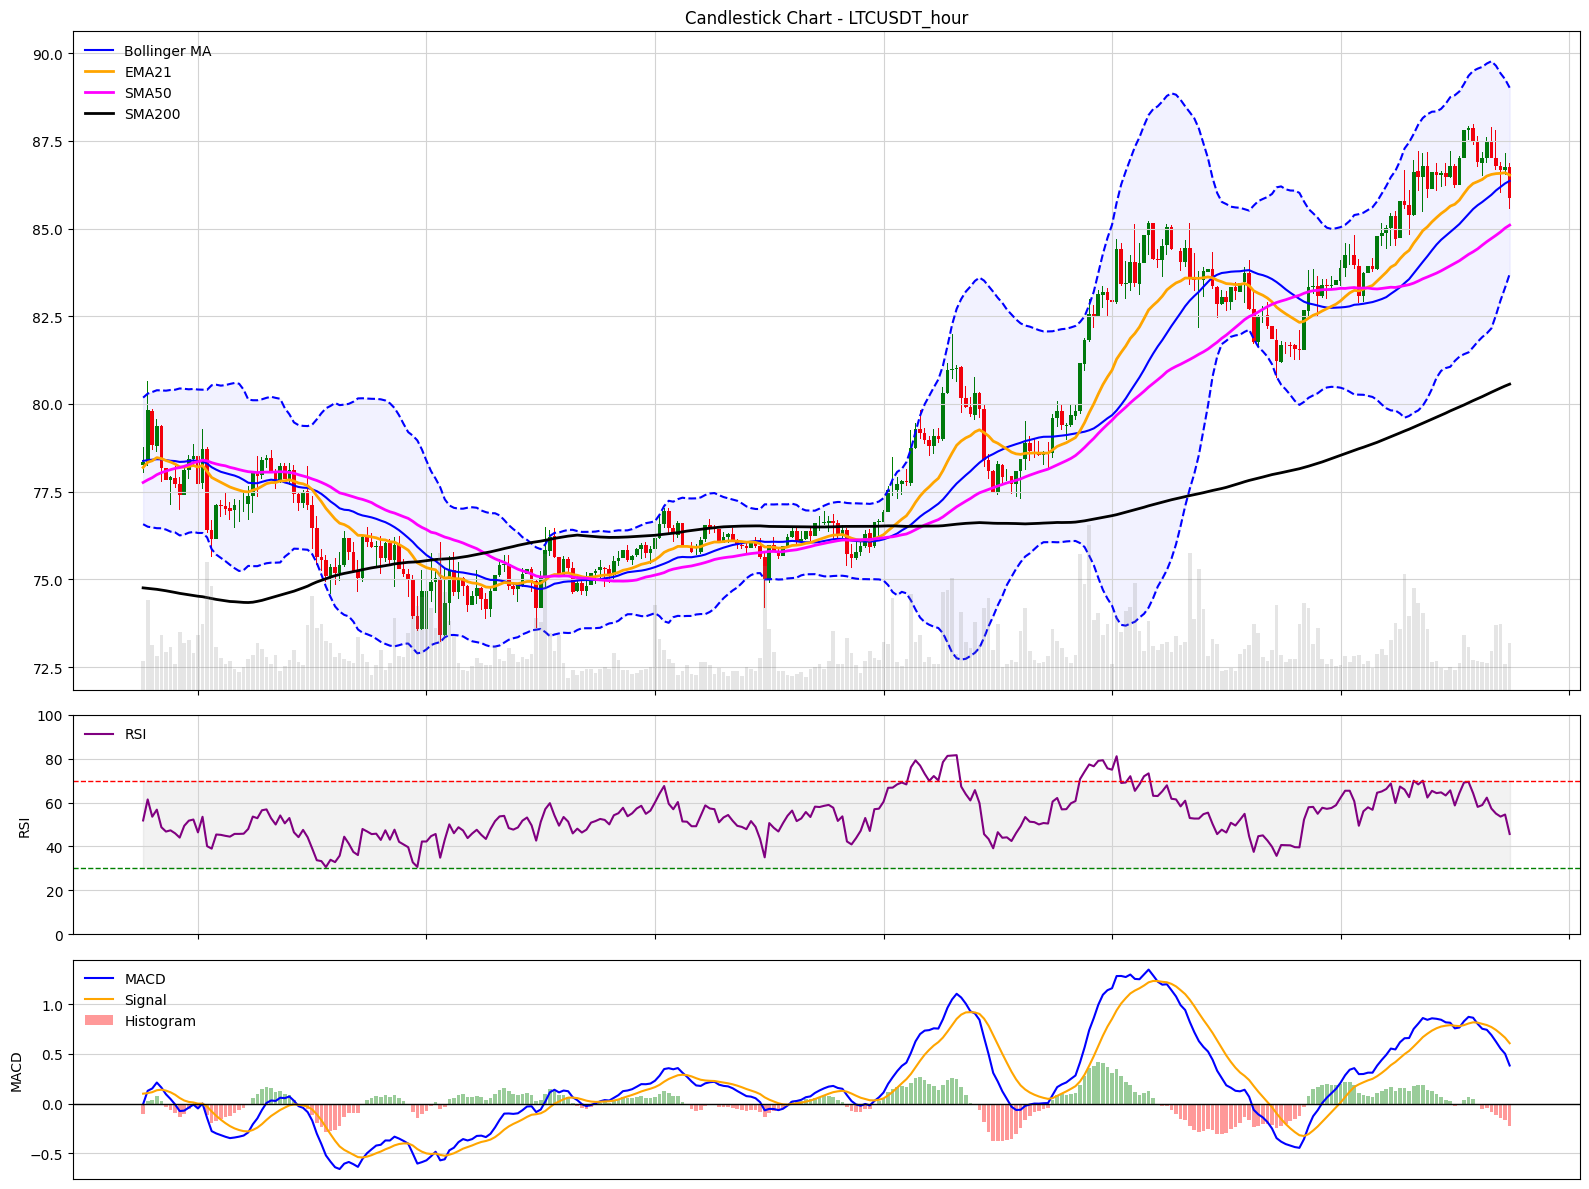 Candlestick Chart - LTCUSDT_hour
Bollinger MA
EMA21
SMA50
SMA200
90.0
87.5
85.0
82.5
80.0
77.5
75.0
72.5
RSI
100
80
60
40
20
0
RSI
MACD
Signal
Histogram
1.0
0.5
0.0
−0.5
MACD